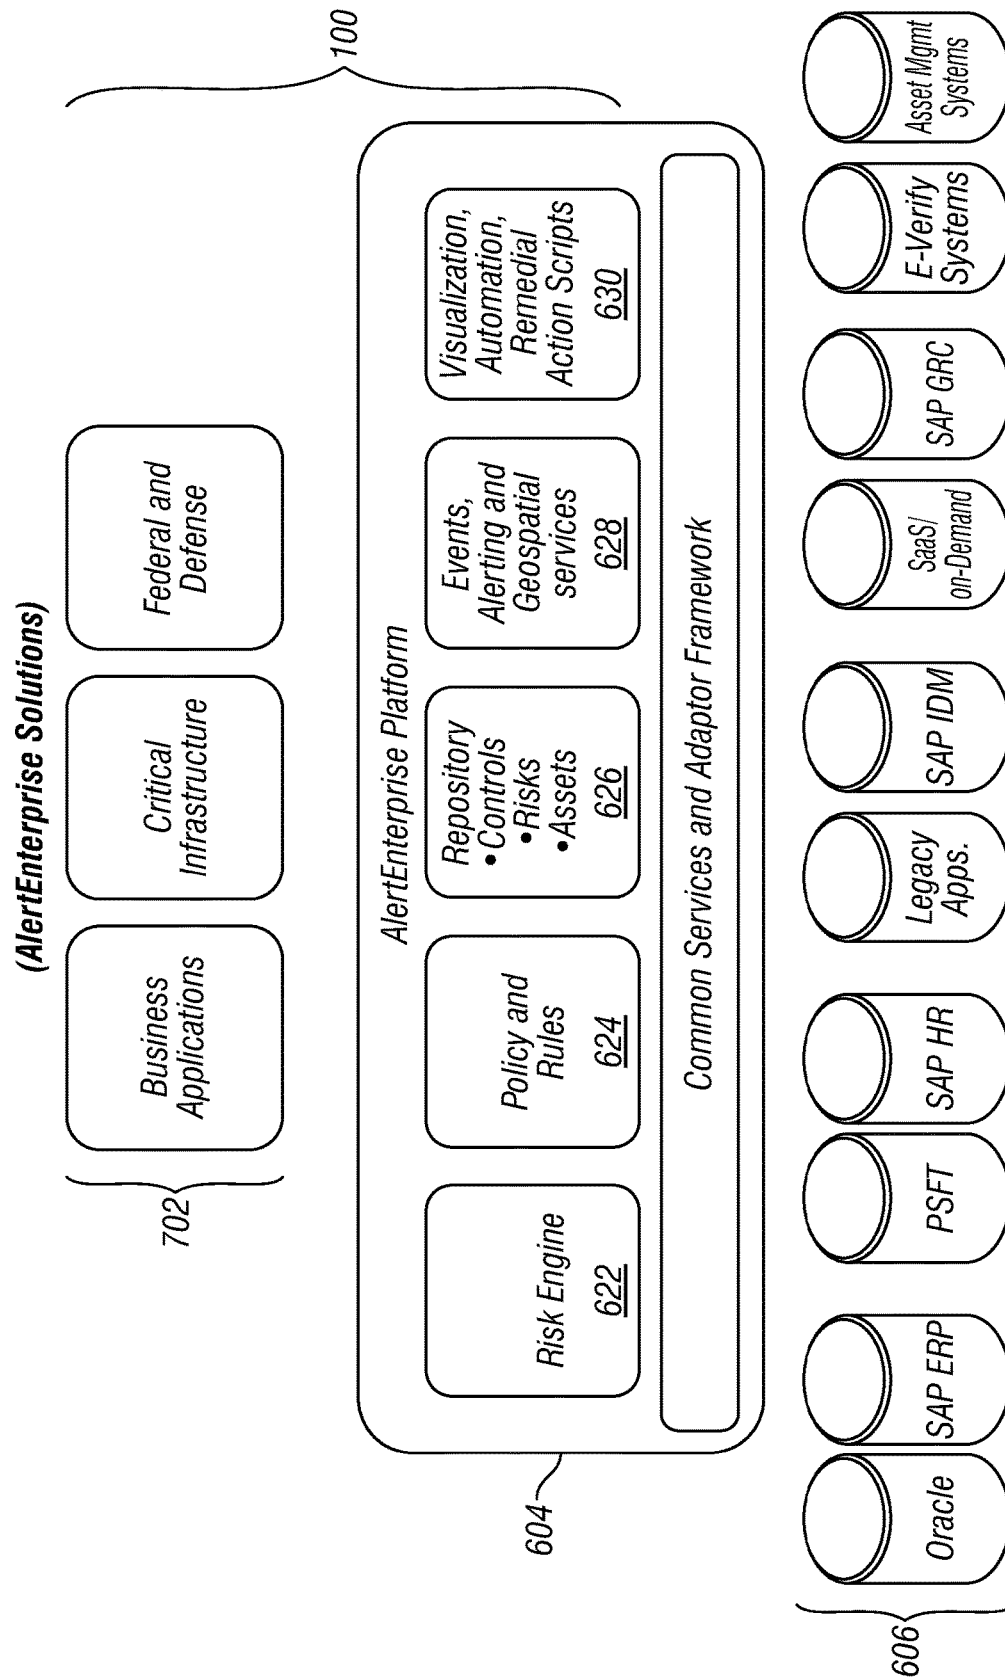 (AlertEnterprise Solutions)
100
702
Business
Applications
Critical
Infrastructure
Federal and
Defense
604
AlertEnterprise Platform
Risk Engine
622
Policy and
Rules
624
Repository
•Controls
•Risks
•Assets
626
Events,
Alerting and
Geospatial
services
628
Visualization,
Automation,
Remedial
Action Scripts
630
Common Services and Adaptor Framework
606
Oracle
SAP ERP
PSFT
SAP HR
Legacy
Apps.
SAP IDM
SaaS/
on-Demand
SAP GRC
E-Verify
Systems
Asset Mgmt
Systems